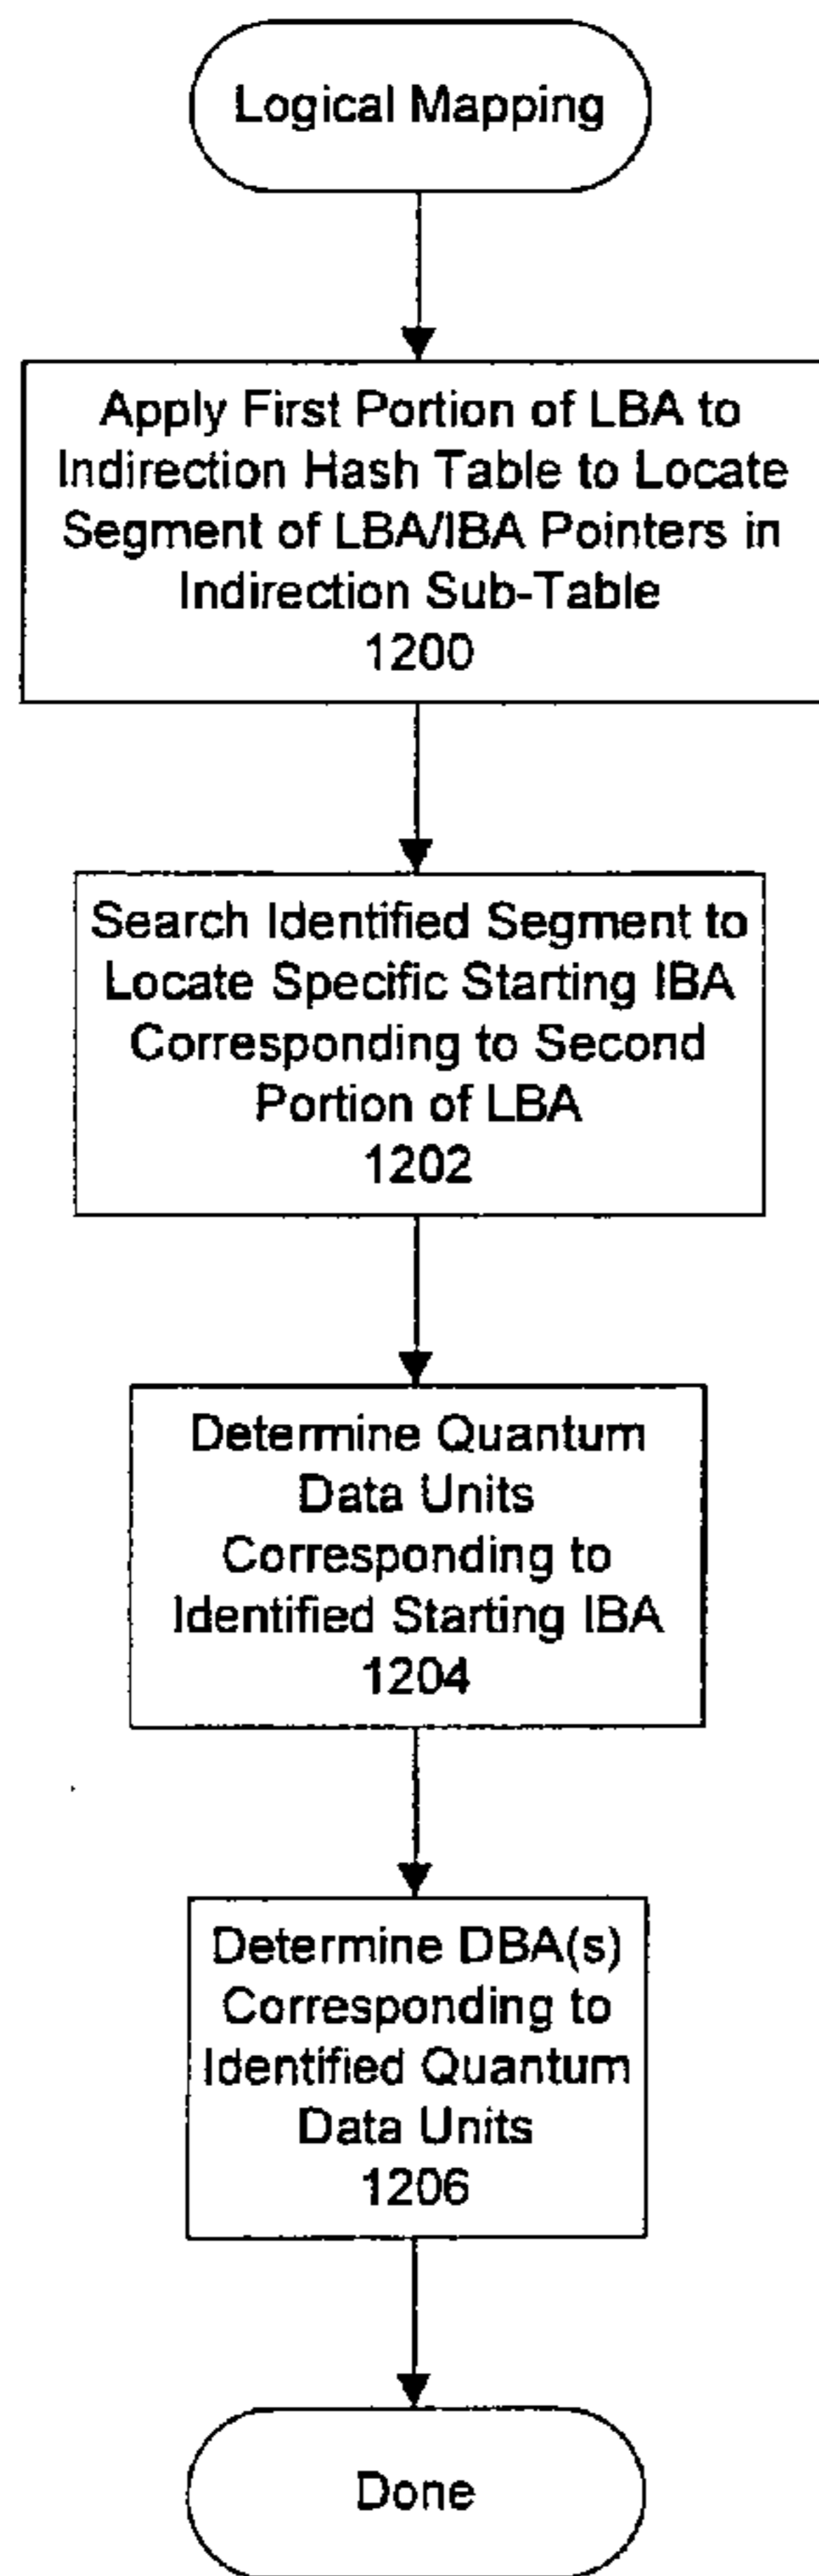 Logical Mapping
Apply First Portion of LBA to
Indirection Hash Table to Locate
Segment of LBA/IBA Pointers in
Indirection Sub-Table
1200
Search Identified Segment to
Locate Specific Starting IBA
Corresponding to Second
Portion of LBA
1202
Determine Quantum
Data Units
Corresponding to
Identified Starting IBA
1204
Determine DBA(s)
Corresponding to
Identified Quantum
Data Units
1206
Done